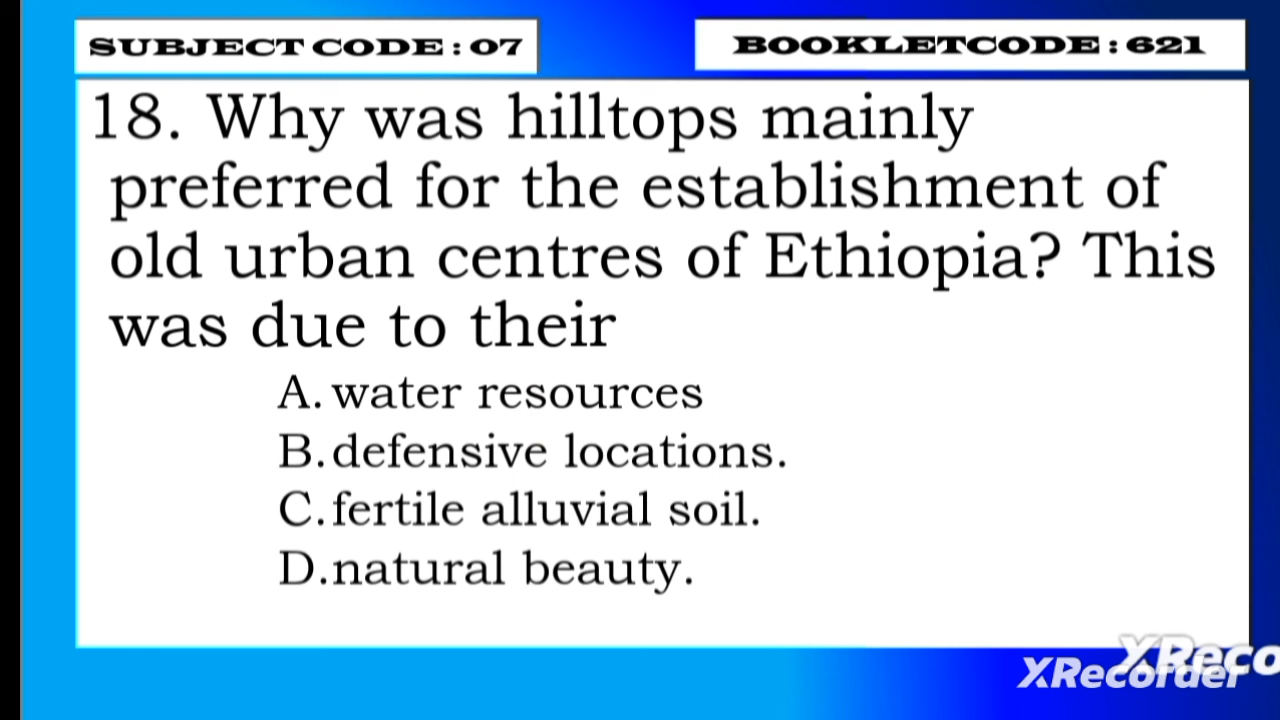 SUBJECT CODE : 07
BOOKLETCODE : 621
18. Why was hilltops mainly
preferred for the establishment of
old urban centres of Ethiopia? This
was due to their
A. water resources
B. defensive locations.
C. fertile alluvial soil.
D. natural beauty.
XReco
XRecorder